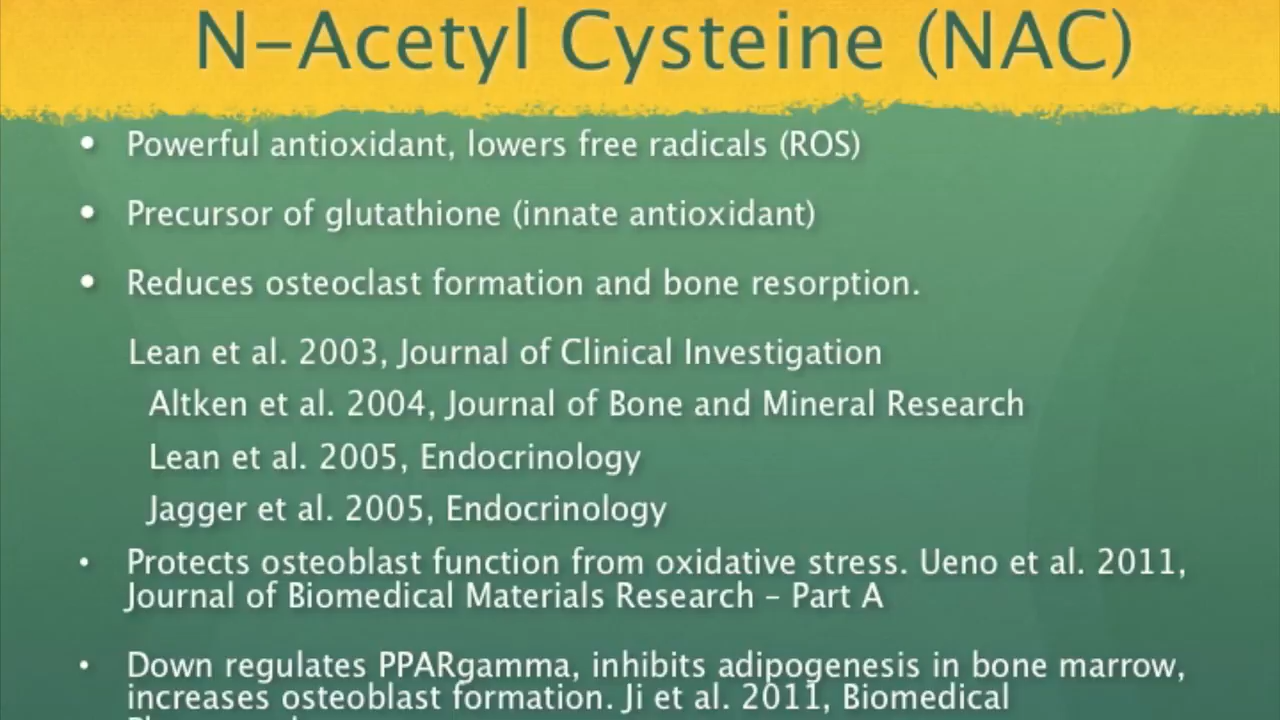 N-Acetyl Cysteine (NAC)
• Powerful antioxidant, lowers free radicals (ROS)
• Precursor of glutathione (innate antioxidant)
• Reduces osteoclast formation and bone resorption.
Lean et al. 2003, Journal of Clinical Investigation
Altken et al. 2004, Journal of Bone and Mineral Research
Lean et al. 2005, Endocrinology
Jagger et al. 2005, Endocrinology
• Protects osteoblast function from oxidative stress. Ueno et al. 2011,
Journal of Biomedical Materials Research – Part A
• Down regulates PPARgamma, inhibits adipogenesis in bone marrow,
increases osteoblast formation. Ji et al. 2011, Biomedical